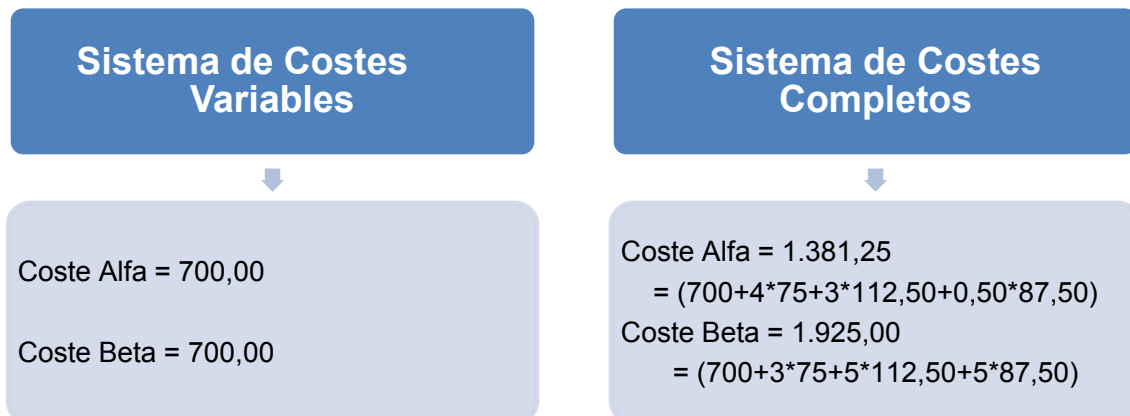 Sistema de Costes
Variables
Coste Alfa = 700,00
Coste Beta = 700,00
Sistema de Costes
Completos
Coste Alfa = 1.381,25
= (700+4*75+3*112,50+0,50*87,50)
Coste Beta = 1.925,00
= (700+3*75+5*112,50+5*87,50)